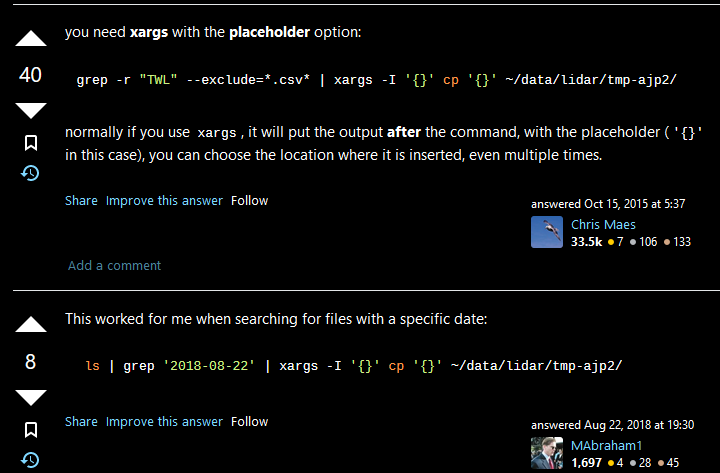 you need xargs with the placeholder option:
40
grep -r "TWL" --exclude=*.csv* | xargs -I '{}' cp '{}' ~/data/lidar/tmp-ajp2/
normally if you use xargs , it will put the output after the command, with the placeholder ( '{}'
in this case), you can choose the location where it is inserted, even multiple times.
Share Improve this answer Follow
answered Oct 15, 2015 at 5:37
Chris Maes
33.5k 7 106 133
Add a comment
This worked for me when searching for files with a specific date:
8
ls | grep '2018-08-22' | xargs -I '{}' cp '{}' ~/data/lidar/tmp-ajp2/
Share Improve this answer Follow
answered Aug 22, 2018 at 19:30
MAbraham1
1,697 4 28 45